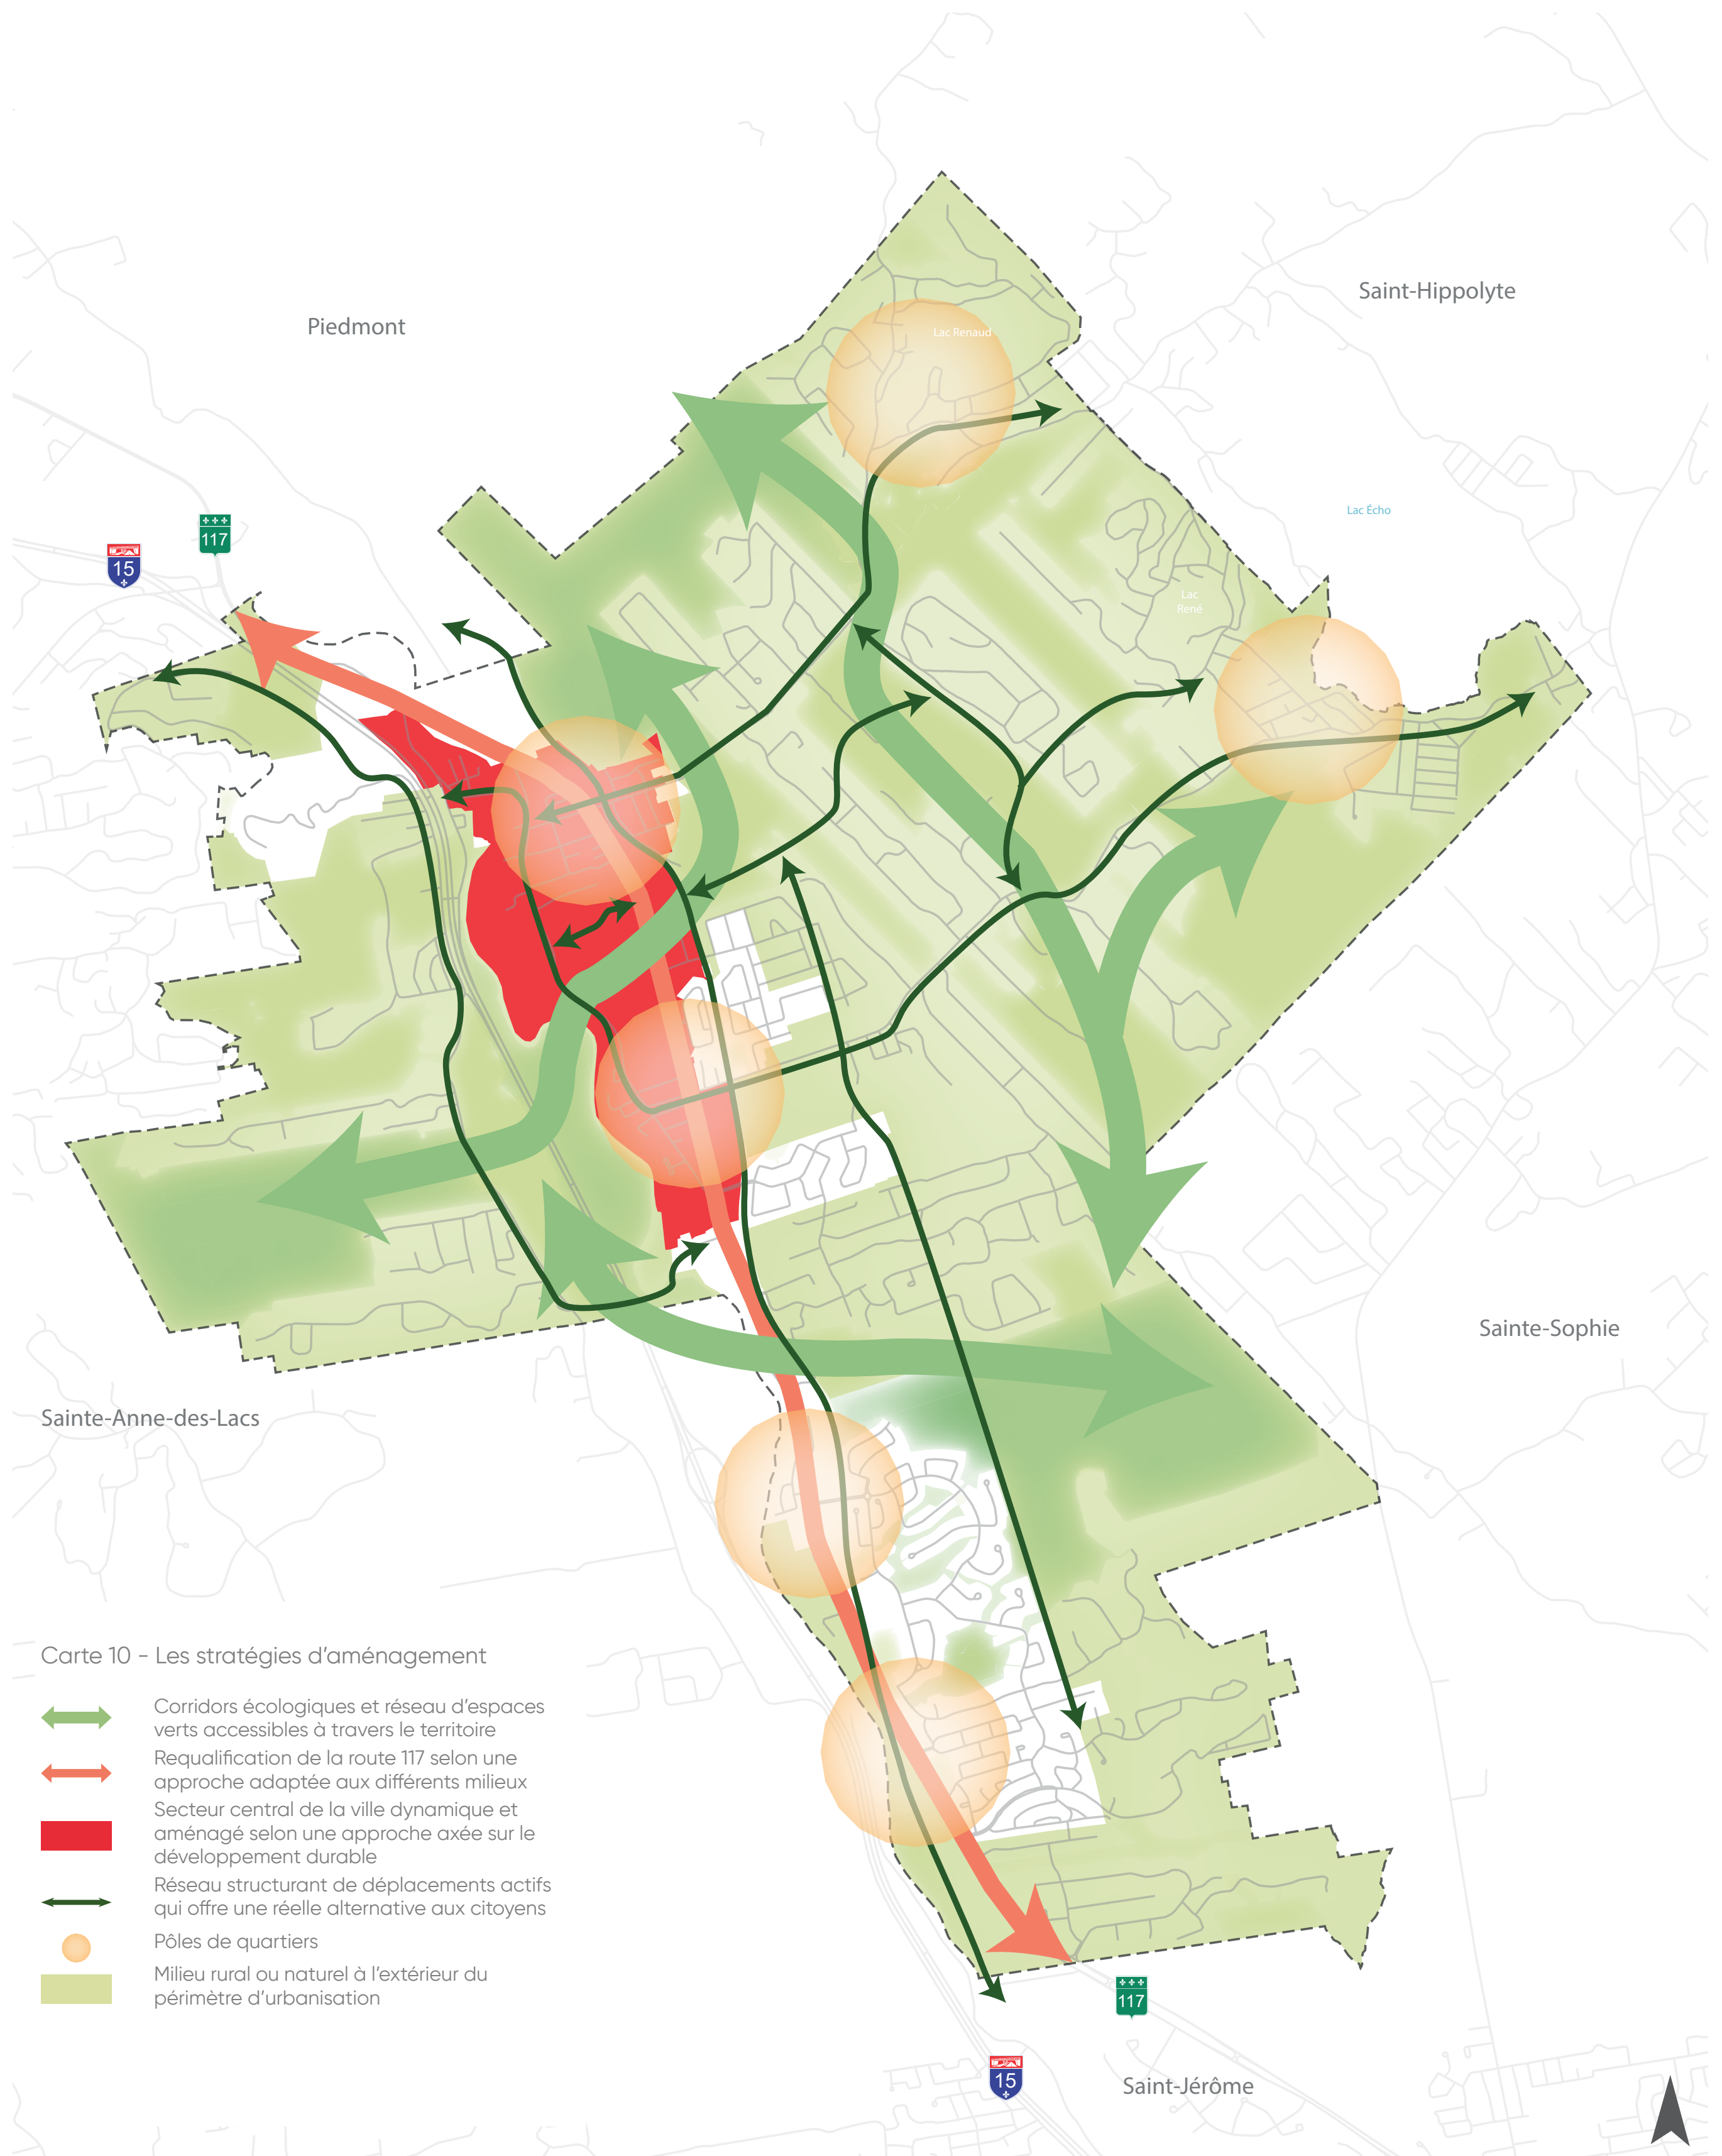 Saint-Hippolyte
Piedmont
Lac Renaud
Lac Écho
117
15
Lac
René
Sainte-Sophie
Sainte-Anne-des-Lacs
Carte 10 - Les stratégies d'aménagement
Corridors écologiques et réseau d'espaces
verts accessibles à travers le territoire
Requalification de la route 117 selon une
approche adaptée aux différents milieux
Secteur central de la ville dynamique et
aménagé selon une approche axée sur le
développement durable
Réseau structurant de déplacements actifs
qui offre une réelle alternative aux citoyens
Pôles de quartiers
Milieu rural ou naturel à l'extérieur du
périmètre d'urbanisation
117
15
Saint-Jérôme